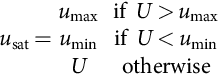 u_max if U > u_max
u_sat = u_min if U < u_min
U otherwise